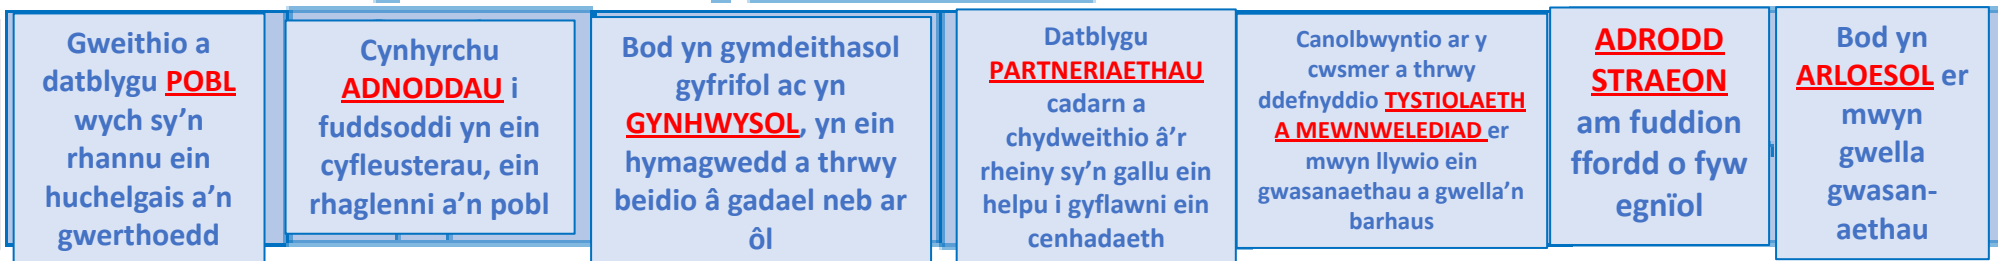 Gweithio a
datblygu POBL
wych sy'n
rhannu ein
huchelgais a'n
gwerthoedd
Cynhyrchu
ADNODDAU i
fuddsoddi yn ein
cyfleusterau, ein
rhaglenni a'n pobl
Bod yn gymdeithasol
gyfrifol ac yn
GYNHWYSOL, yn ein
hymagwedd a thrwy
beidio â gadael neb ar
ôl
Datblygu
PARTNERIAETHAU
cadarn a
chydweithio â'r
rheiny sy'n gallu ein
helpu i gyflawni ein
cenhadaeth
Canolbwyntio ar y
cwsmer a thrwy
ddefnyddio TYSTIOLAETH
A MEWNWELEDIAD er
mwyn llywio ein
gwasanaethau a gwella'n
barhaus
ADRODD
STRAEON
am fuddion
ffordd o fyw
egnïol
Bod yn
ARLOESOL er
mwyn
gwella
gwasan-
aethau